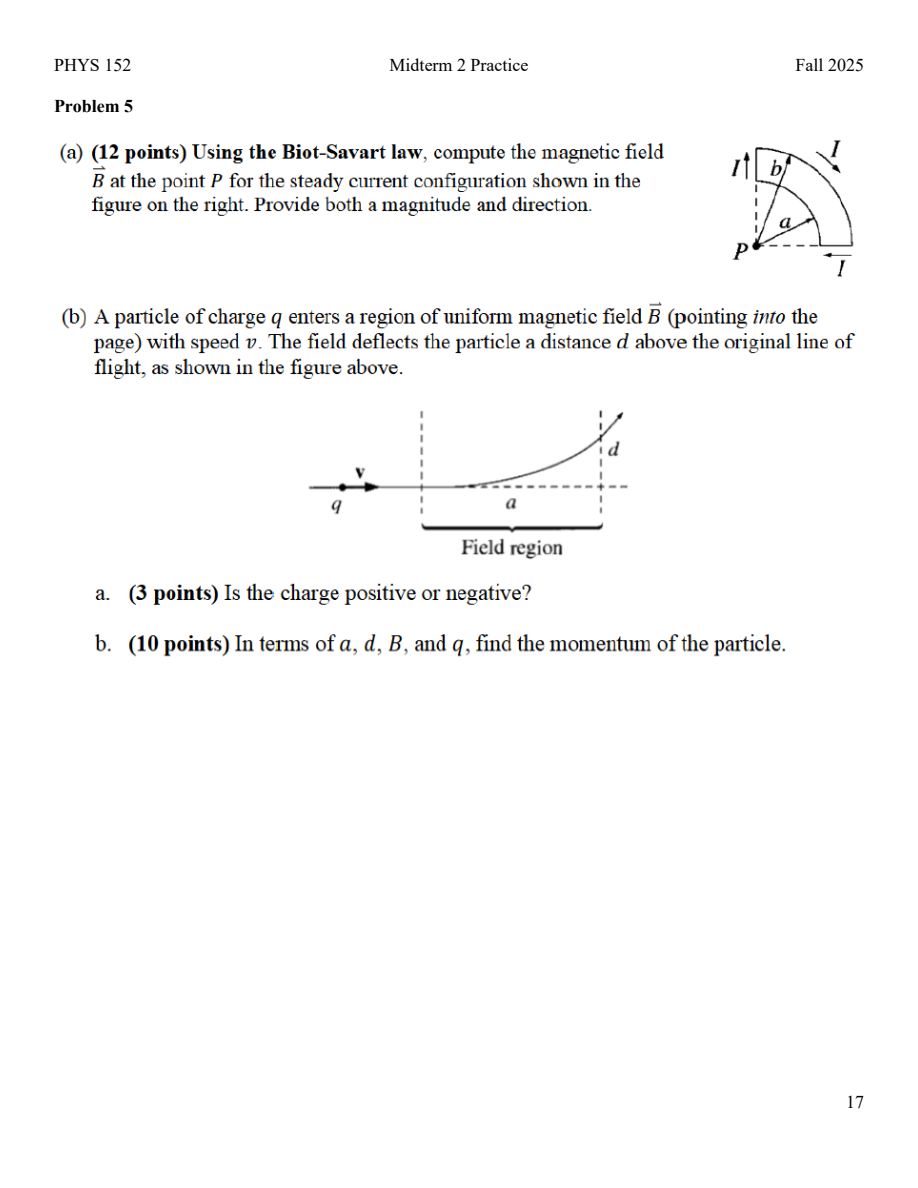 PHYS 152 Midterm 2 Practice Fall 2025
Problem 5
(a) (12 points) Using the Biot-Savart law, compute the magnetic field
B⃗ at the point P for the steady current configuration shown in the
figure on the right. Provide both a magnitude and direction.
I
I
b
a
P
I
(b) A particle of charge q enters a region of uniform magnetic field B⃗ (pointing into the
page) with speed v. The field deflects the particle a distance d above the original line of
flight, as shown in the figure above.
d
v
q
a
Field region
a. (3 points) Is the charge positive or negative?
b. (10 points) In terms of a, d, B, and q, find the momentum of the particle.
17